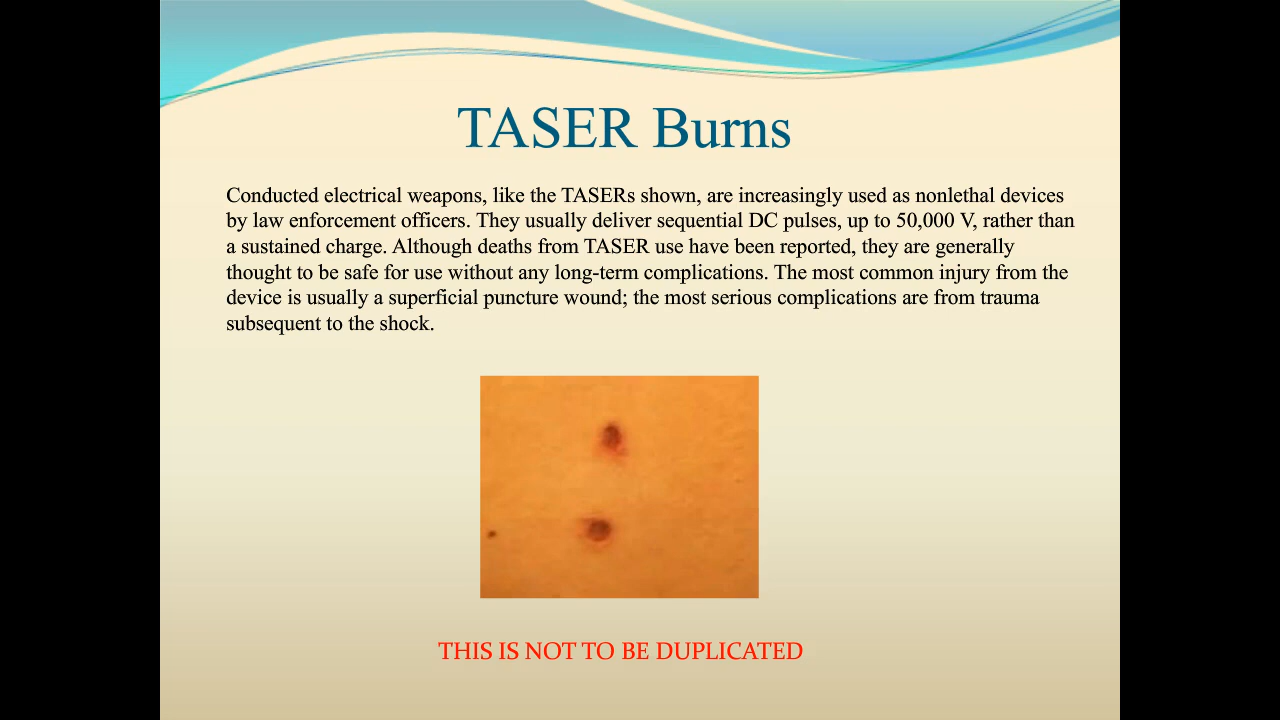 TASER Burns
Conducted electrical weapons, like the TASERs shown, are increasingly used as nonlethal devices
by law enforcement officers. They usually deliver sequential DC pulses, up to 50,000 V, rather than
a sustained charge. Although deaths from TASER use have been reported, they are generally
thought to be safe for use without any long-term complications. The most common injury from the
device is usually a superficial puncture wound; the most serious complications are from trauma
subsequent to the shock.
THIS IS NOT TO BE DUPLICATED